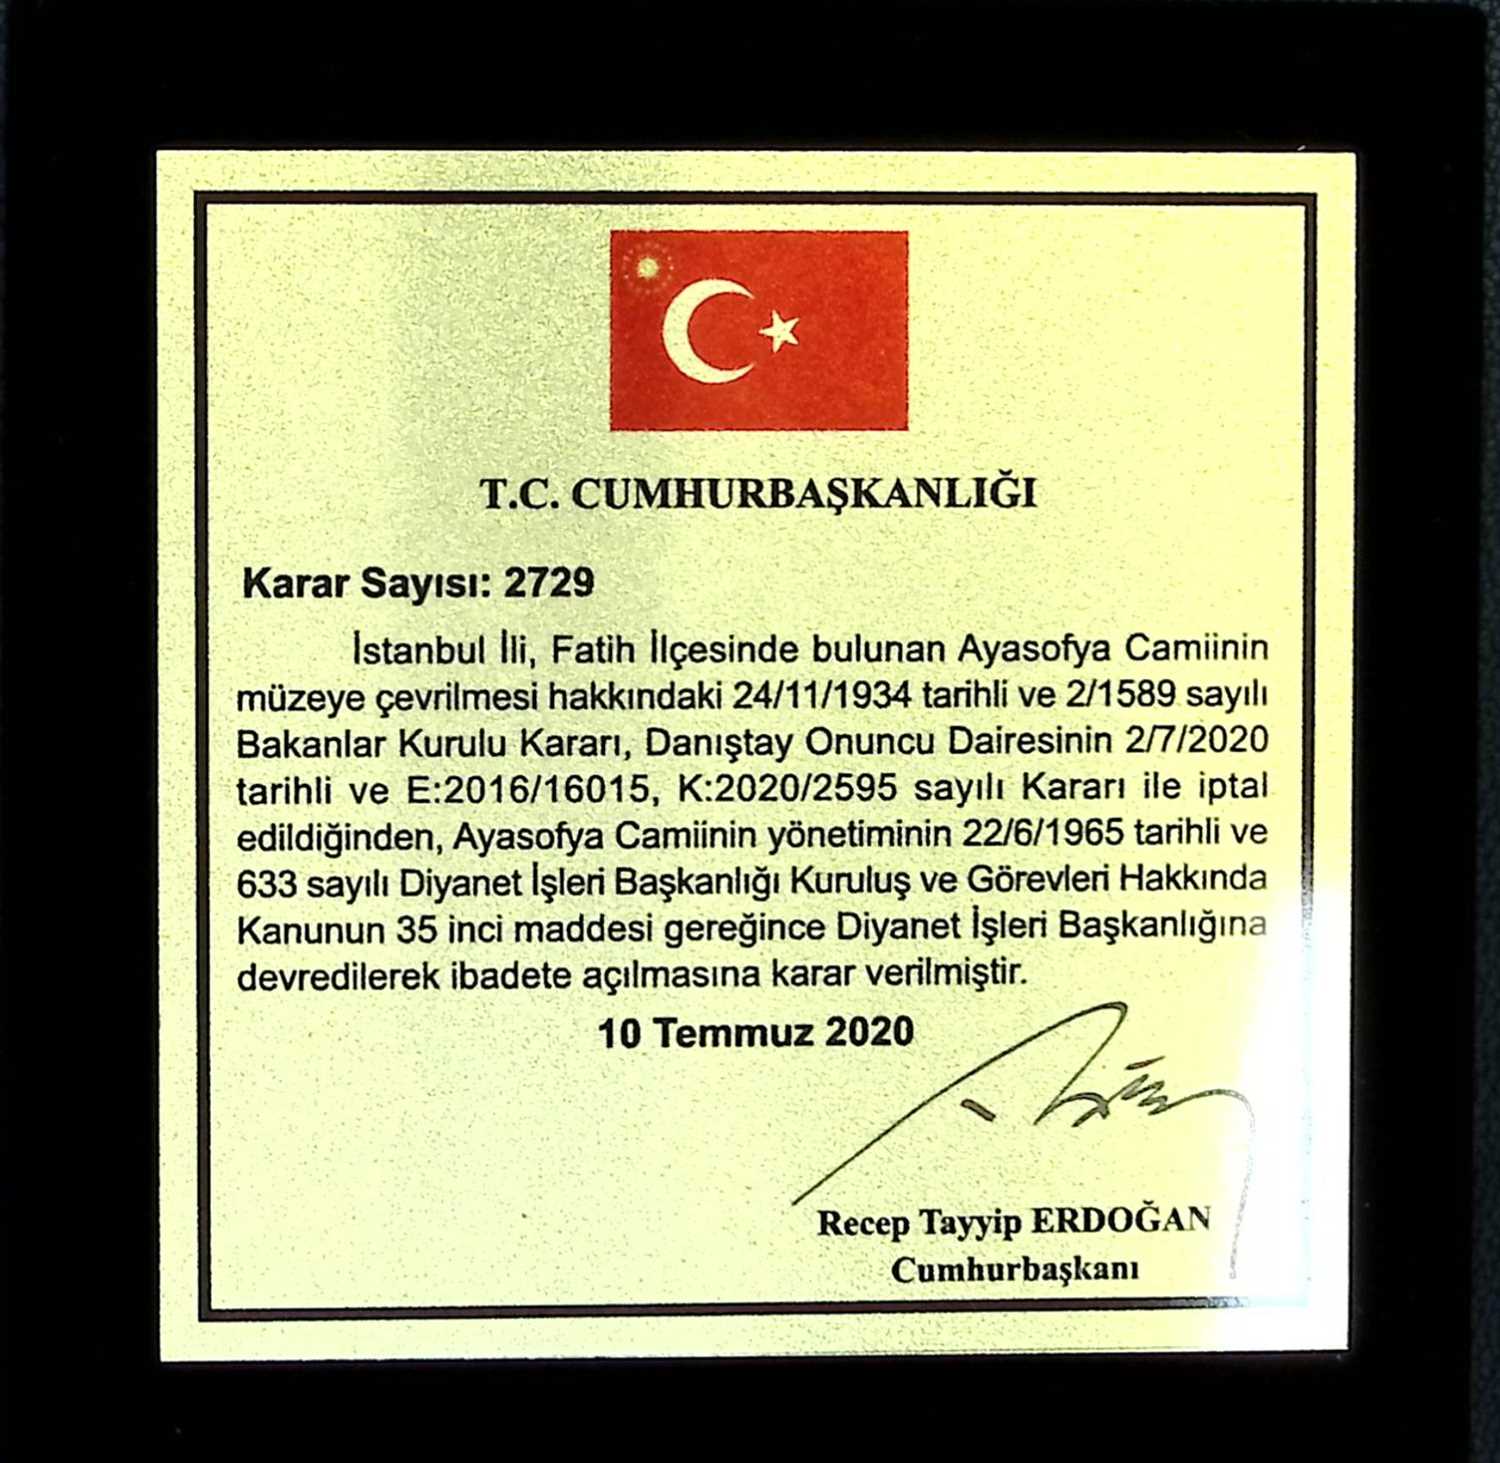 T.C. CUMHURBAŞKANLIĞI
Karar Sayısı: 2729
İstanbul İli, Fatih İlçesinde bulunan Ayasofya Camiinin
müzeye çevrilmesi hakkındaki 24/11/1934 tarihli ve 2/1589 sayılı
Bakanlar Kurulu Kararı, Danıştay Onuncu Dairesinin 2/7/2020
tarihli ve E:2016/16015, K:2020/2595 sayılı Kararı ile iptal
edildiğinden, Ayasofya Camiinin yönetiminin 22/6/1965 tarihli ve
633 sayılı Diyanet İşleri Başkanlığı Kuruluş ve Görevleri Hakkında
Kanunun 35 inci maddesi gereğince Diyanet İşleri Başkanlığına
devredilerek ibadete açılmasına karar verilmiştir.
10 Temmuz 2020
Recep Tayyip ERDOĞAN
Cumhurbaşkanı